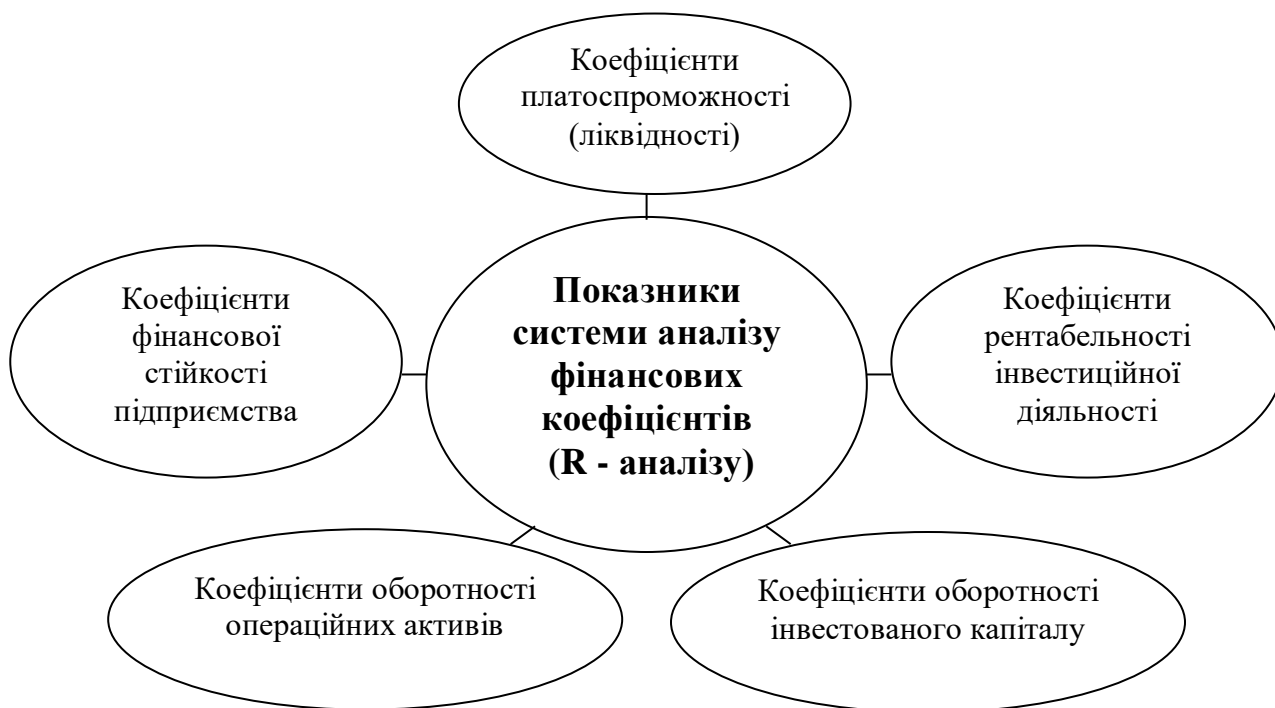 Коефіцієнти
платоспроможності
(ліквідності)
Коефіцієнти
фінансової
стійкості
підприємства
Показники
системи аналізу
фінансових
коефіцієнтів
(R - аналізу)
Коефіцієнти
рентабельності
інвестиційної
діяльності
Коефіцієнти оборотності
операційних активів
Коефіцієнти оборотності
інвестованого капіталу